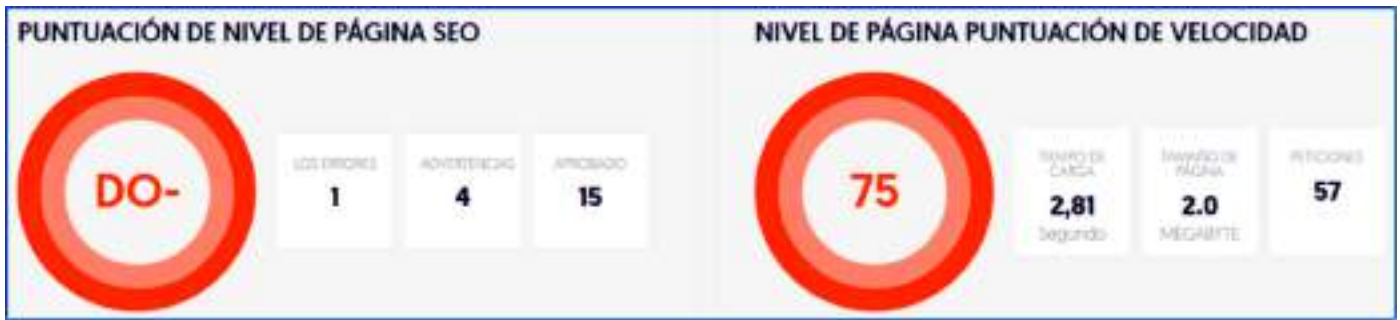 PUNTUACIÓN DE NIVEL DE PÁGINA SEO
DO-
LOS ERRORES
1
ADVERTENCIAS
4
APROBADO
15
NIVEL DE PÁGINA PUNTUACIÓN DE VELOCIDAD
75
TIEMPO DE
CARGA
2,81
Segundo
TAMAÑO DE
PÁGINA
2.0
MEGABYTE
PETICIONES
57